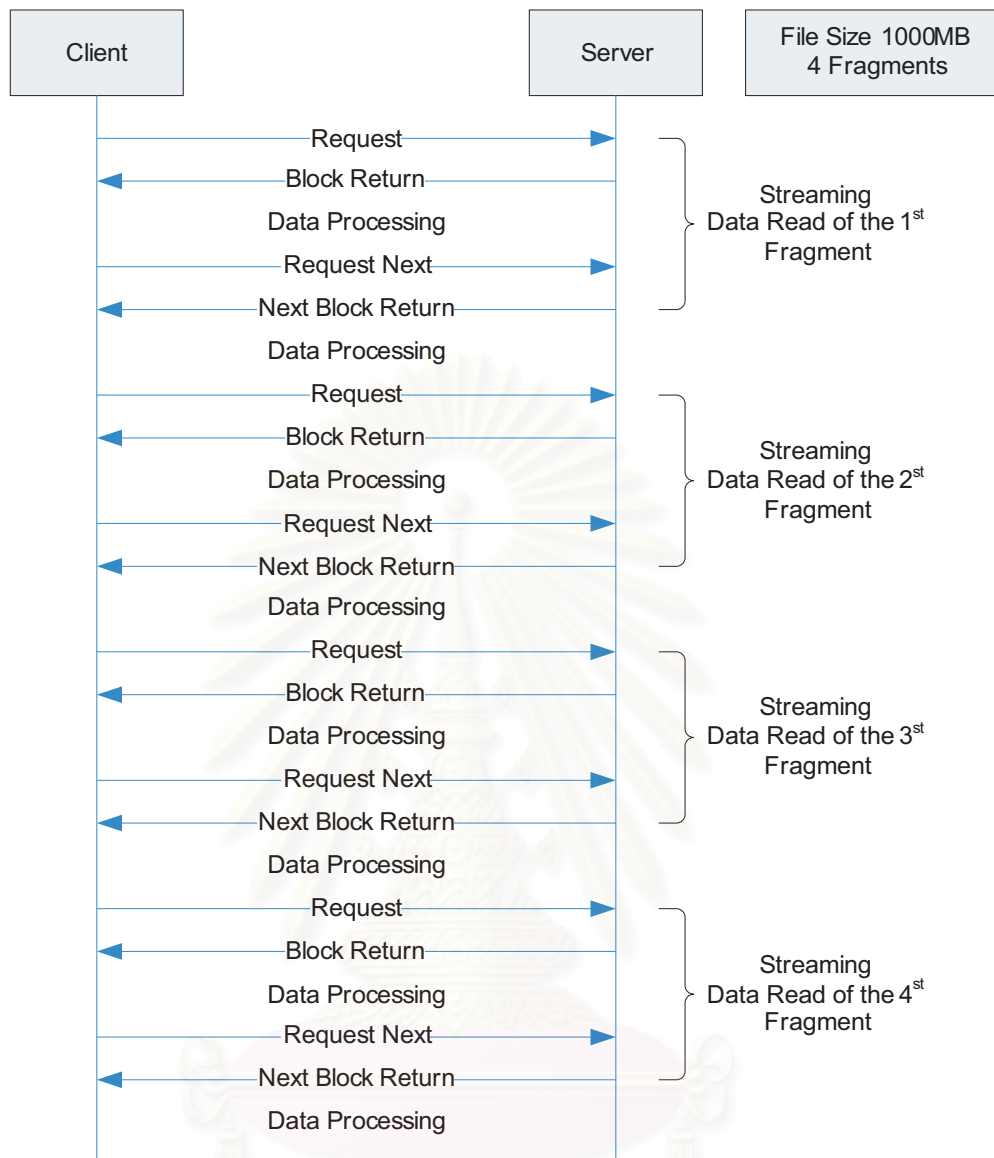 Client
Server
File Size 1000MB
4 Fragments
Request
Block Return
Data Processing
Request Next
Next Block Return
Data Processing
Streaming
Data Read of the 1st
Fragment
Request
Block Return
Data Processing
Request Next
Next Block Return
Data Processing
Streaming
Data Read of the 2st
Fragment
Request
Block Return
Data Processing
Request Next
Next Block Return
Data Processing
Streaming
Data Read of the 3st
Fragment
Request
Block Return
Data Processing
Request Next
Next Block Return
Data Processing
Streaming
Data Read of the 4st
Fragment